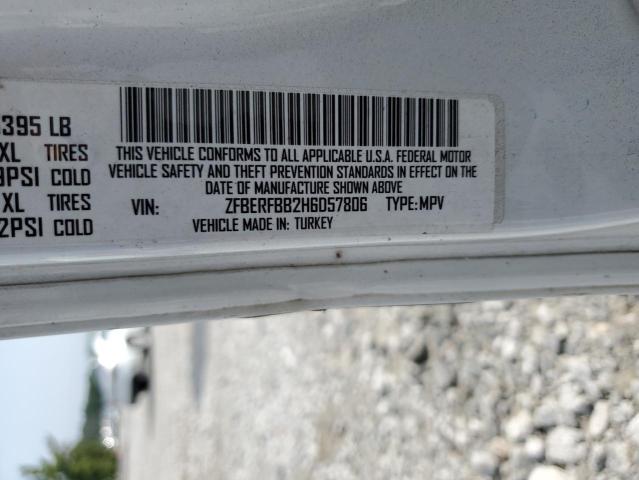 395 LB
XL TIRES
PSI COLD
XL TIRES
2PSI COLD
THIS VEHICLE CONFORMS TO ALL APPLICABLE U.S.A. FEDERAL MOTOR
VEHICLE SAFETY AND THEFT PREVENTION STANDARDS IN EFFECT ON THE
DATE OF MANUFACTURE SHOWN ABOVE
VIN: ZFBERFBB2H6D57806 TYPE:MPV
VEHICLE MADE IN: TURKEY